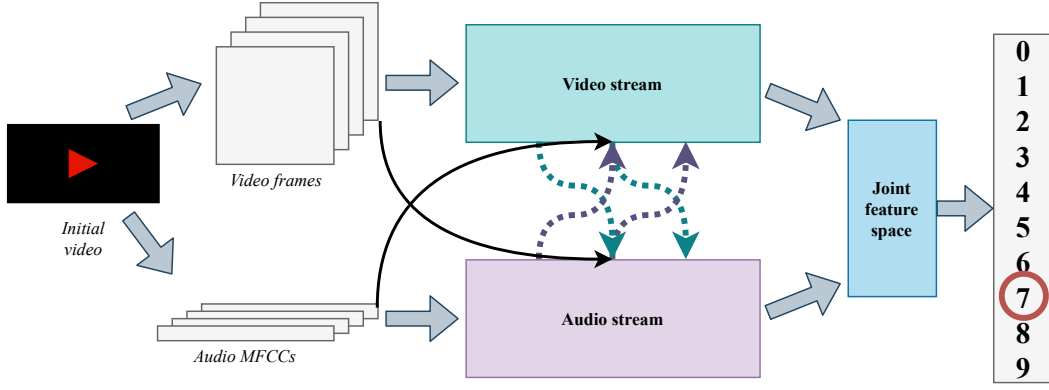 Video frames
Initial
video
Audio MFCCs
Video stream
Audio stream
Joint
feature
space
0
1
2
3
4
5
6
7
8
9